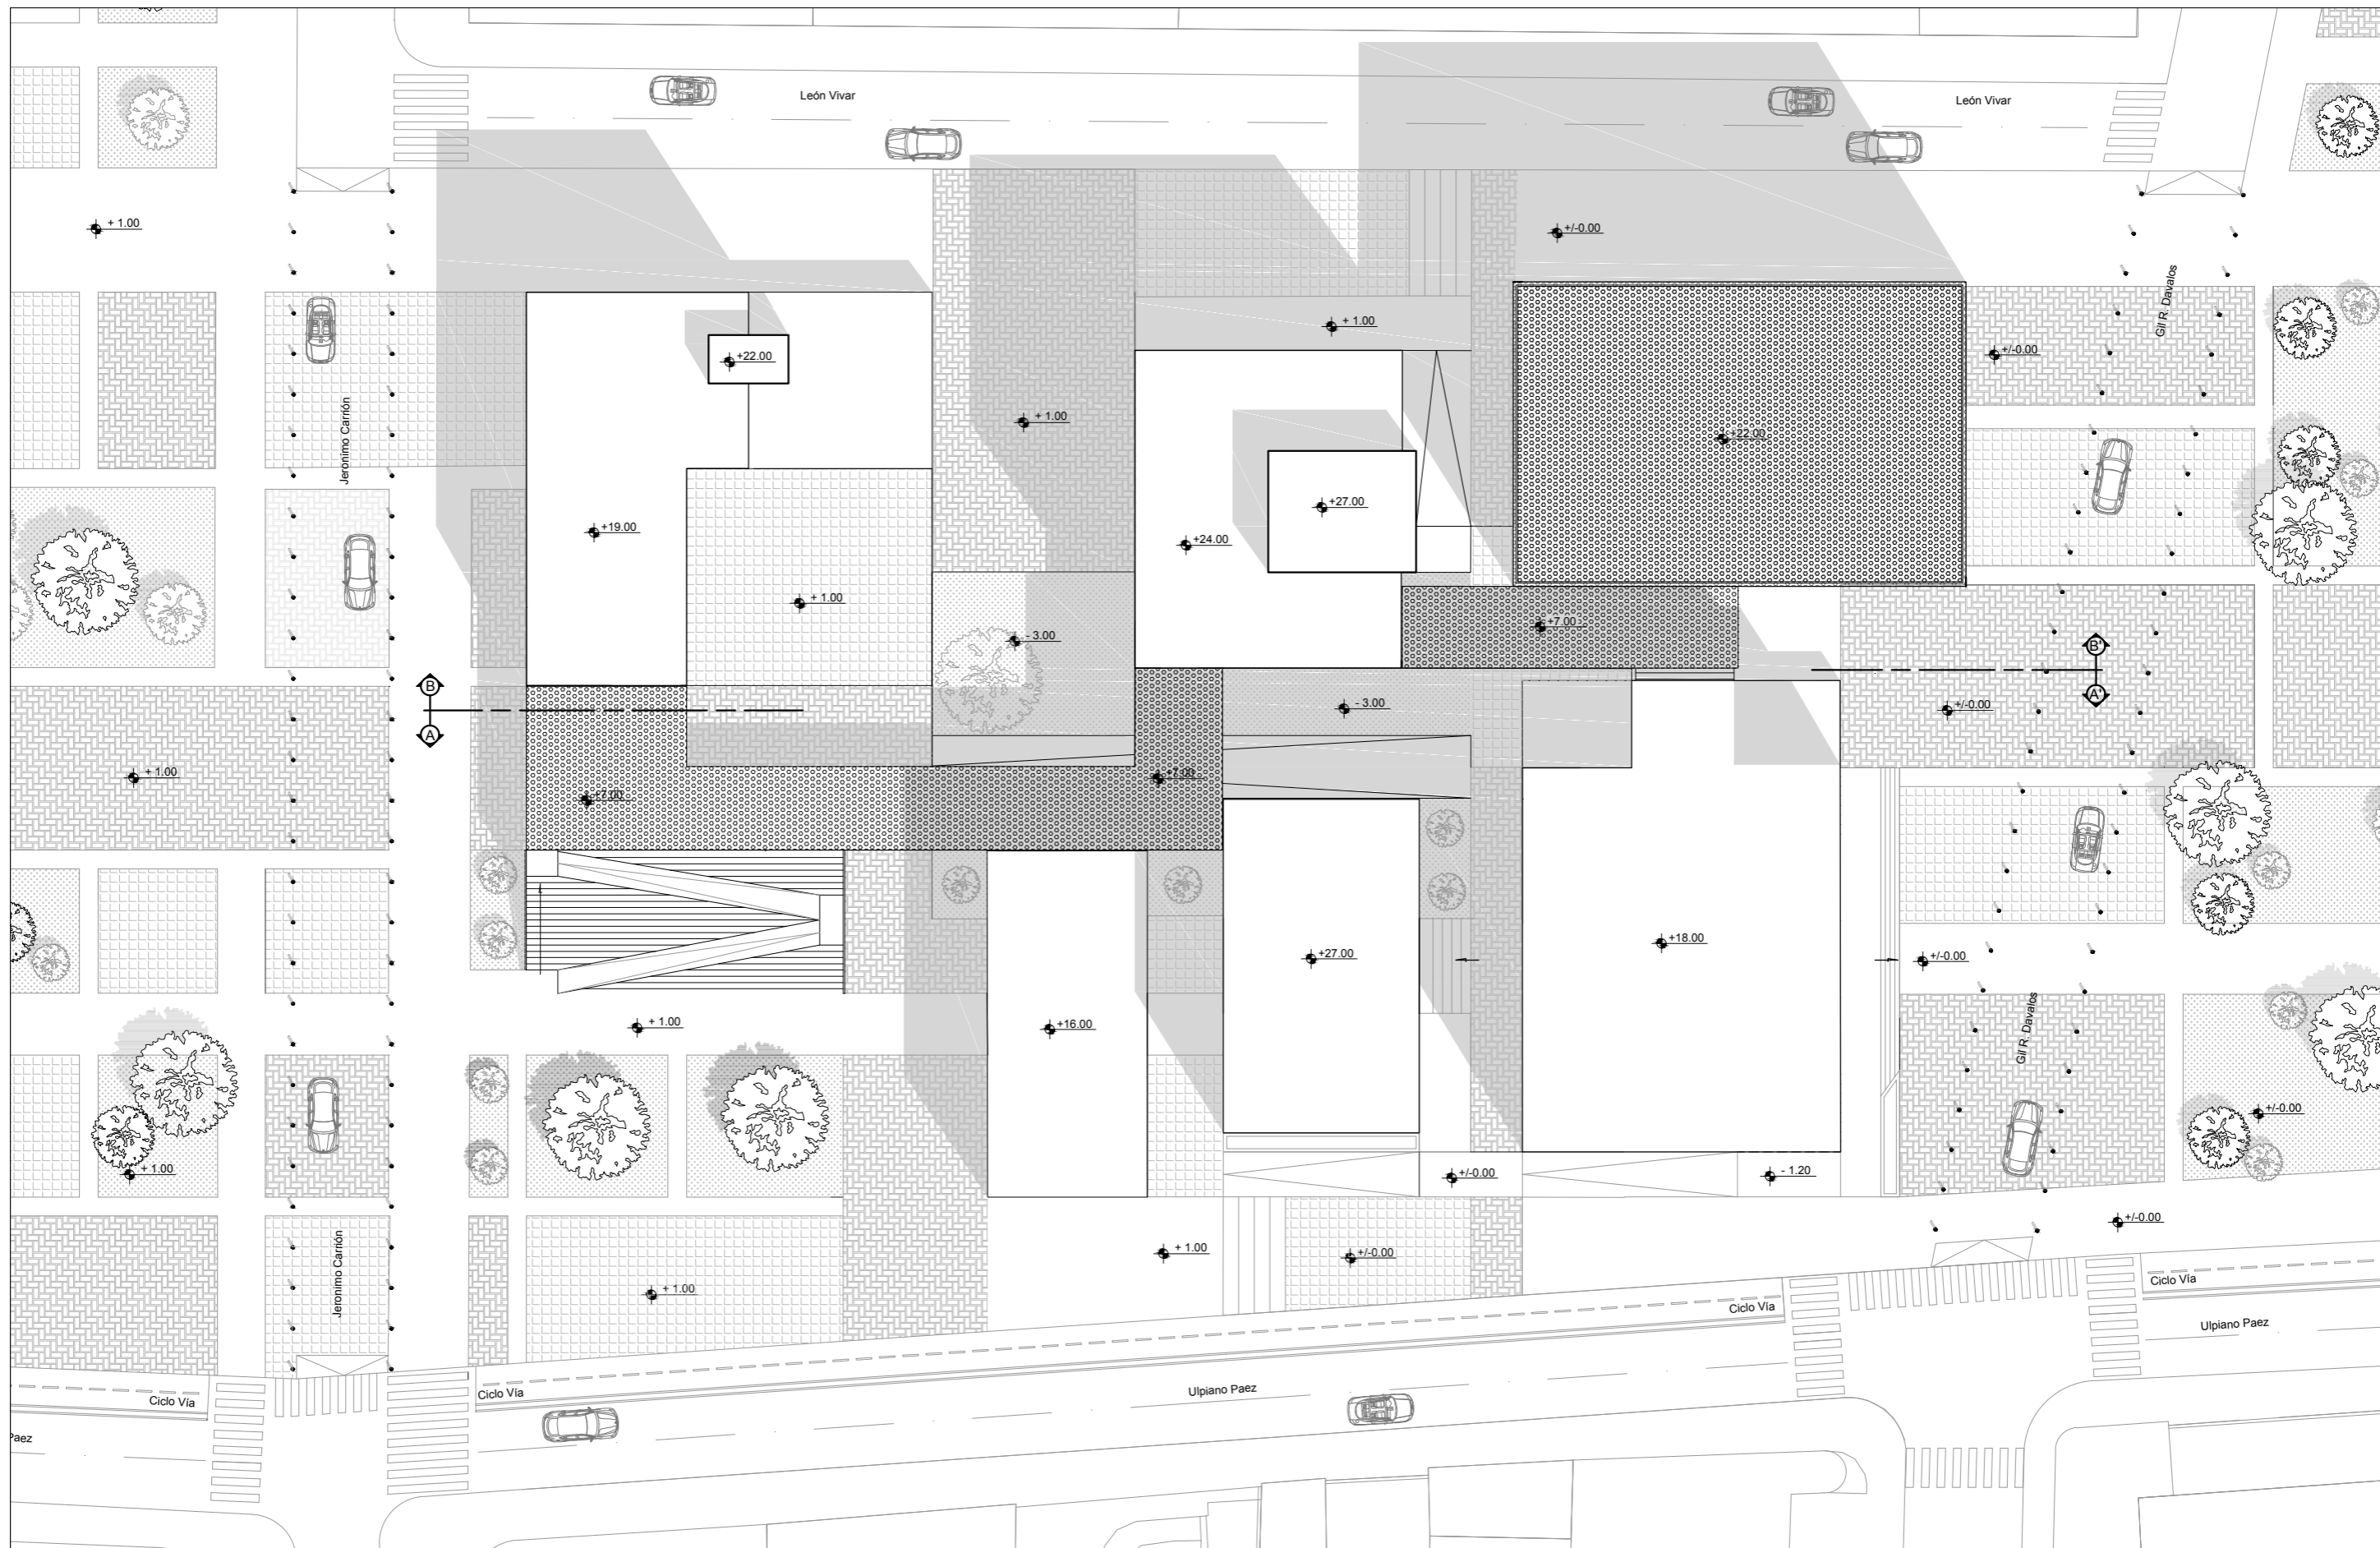 León Vivar
León Vivar
+ 1.00
+/-0.00
Gil R. Davalos
+ 1.00
+/-0.00
+22.00
Jeronimo Carrión
+ 1.00
+22.00
+27.00
+19.00
+24.00
+ 1.00
+7.00
- 3.00
B'
B
A'
- 3.00
+/-0.00
A
+ 1.00
+7.00
+7.00
+18.00
+27.00
+/-0.00
+ 1.00
+16.00
Gil R. Davalos
+/-0.00
+ 1.00
+/-0.00
- 1.20
+/-0.00
+ 1.00
+/-0.00
Jeronimo Carrión
+ 1.00
Ciclo Vía
Ciclo Vía
Ulpiano Paez
Ciclo Vía
Ulpiano Paez
Ciclo Vía
Paez